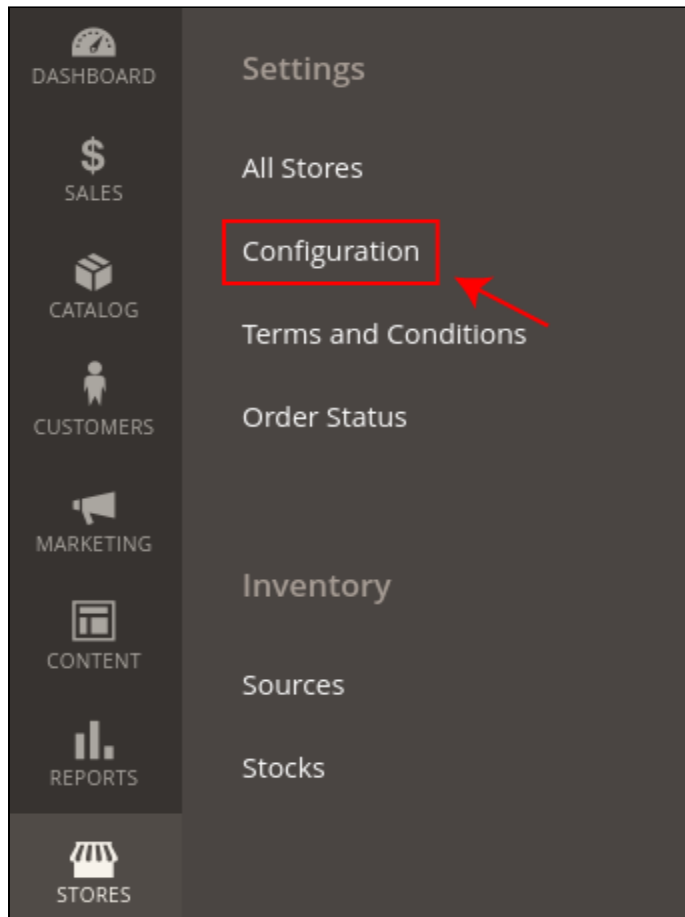 DASHBOARD
SALES
CATALOG
CUSTOMERS
MARKETING
CONTENT
REPORTS
STORES
Settings
All Stores
Configuration
Terms and Conditions
Order Status
Inventory
Sources
Stocks